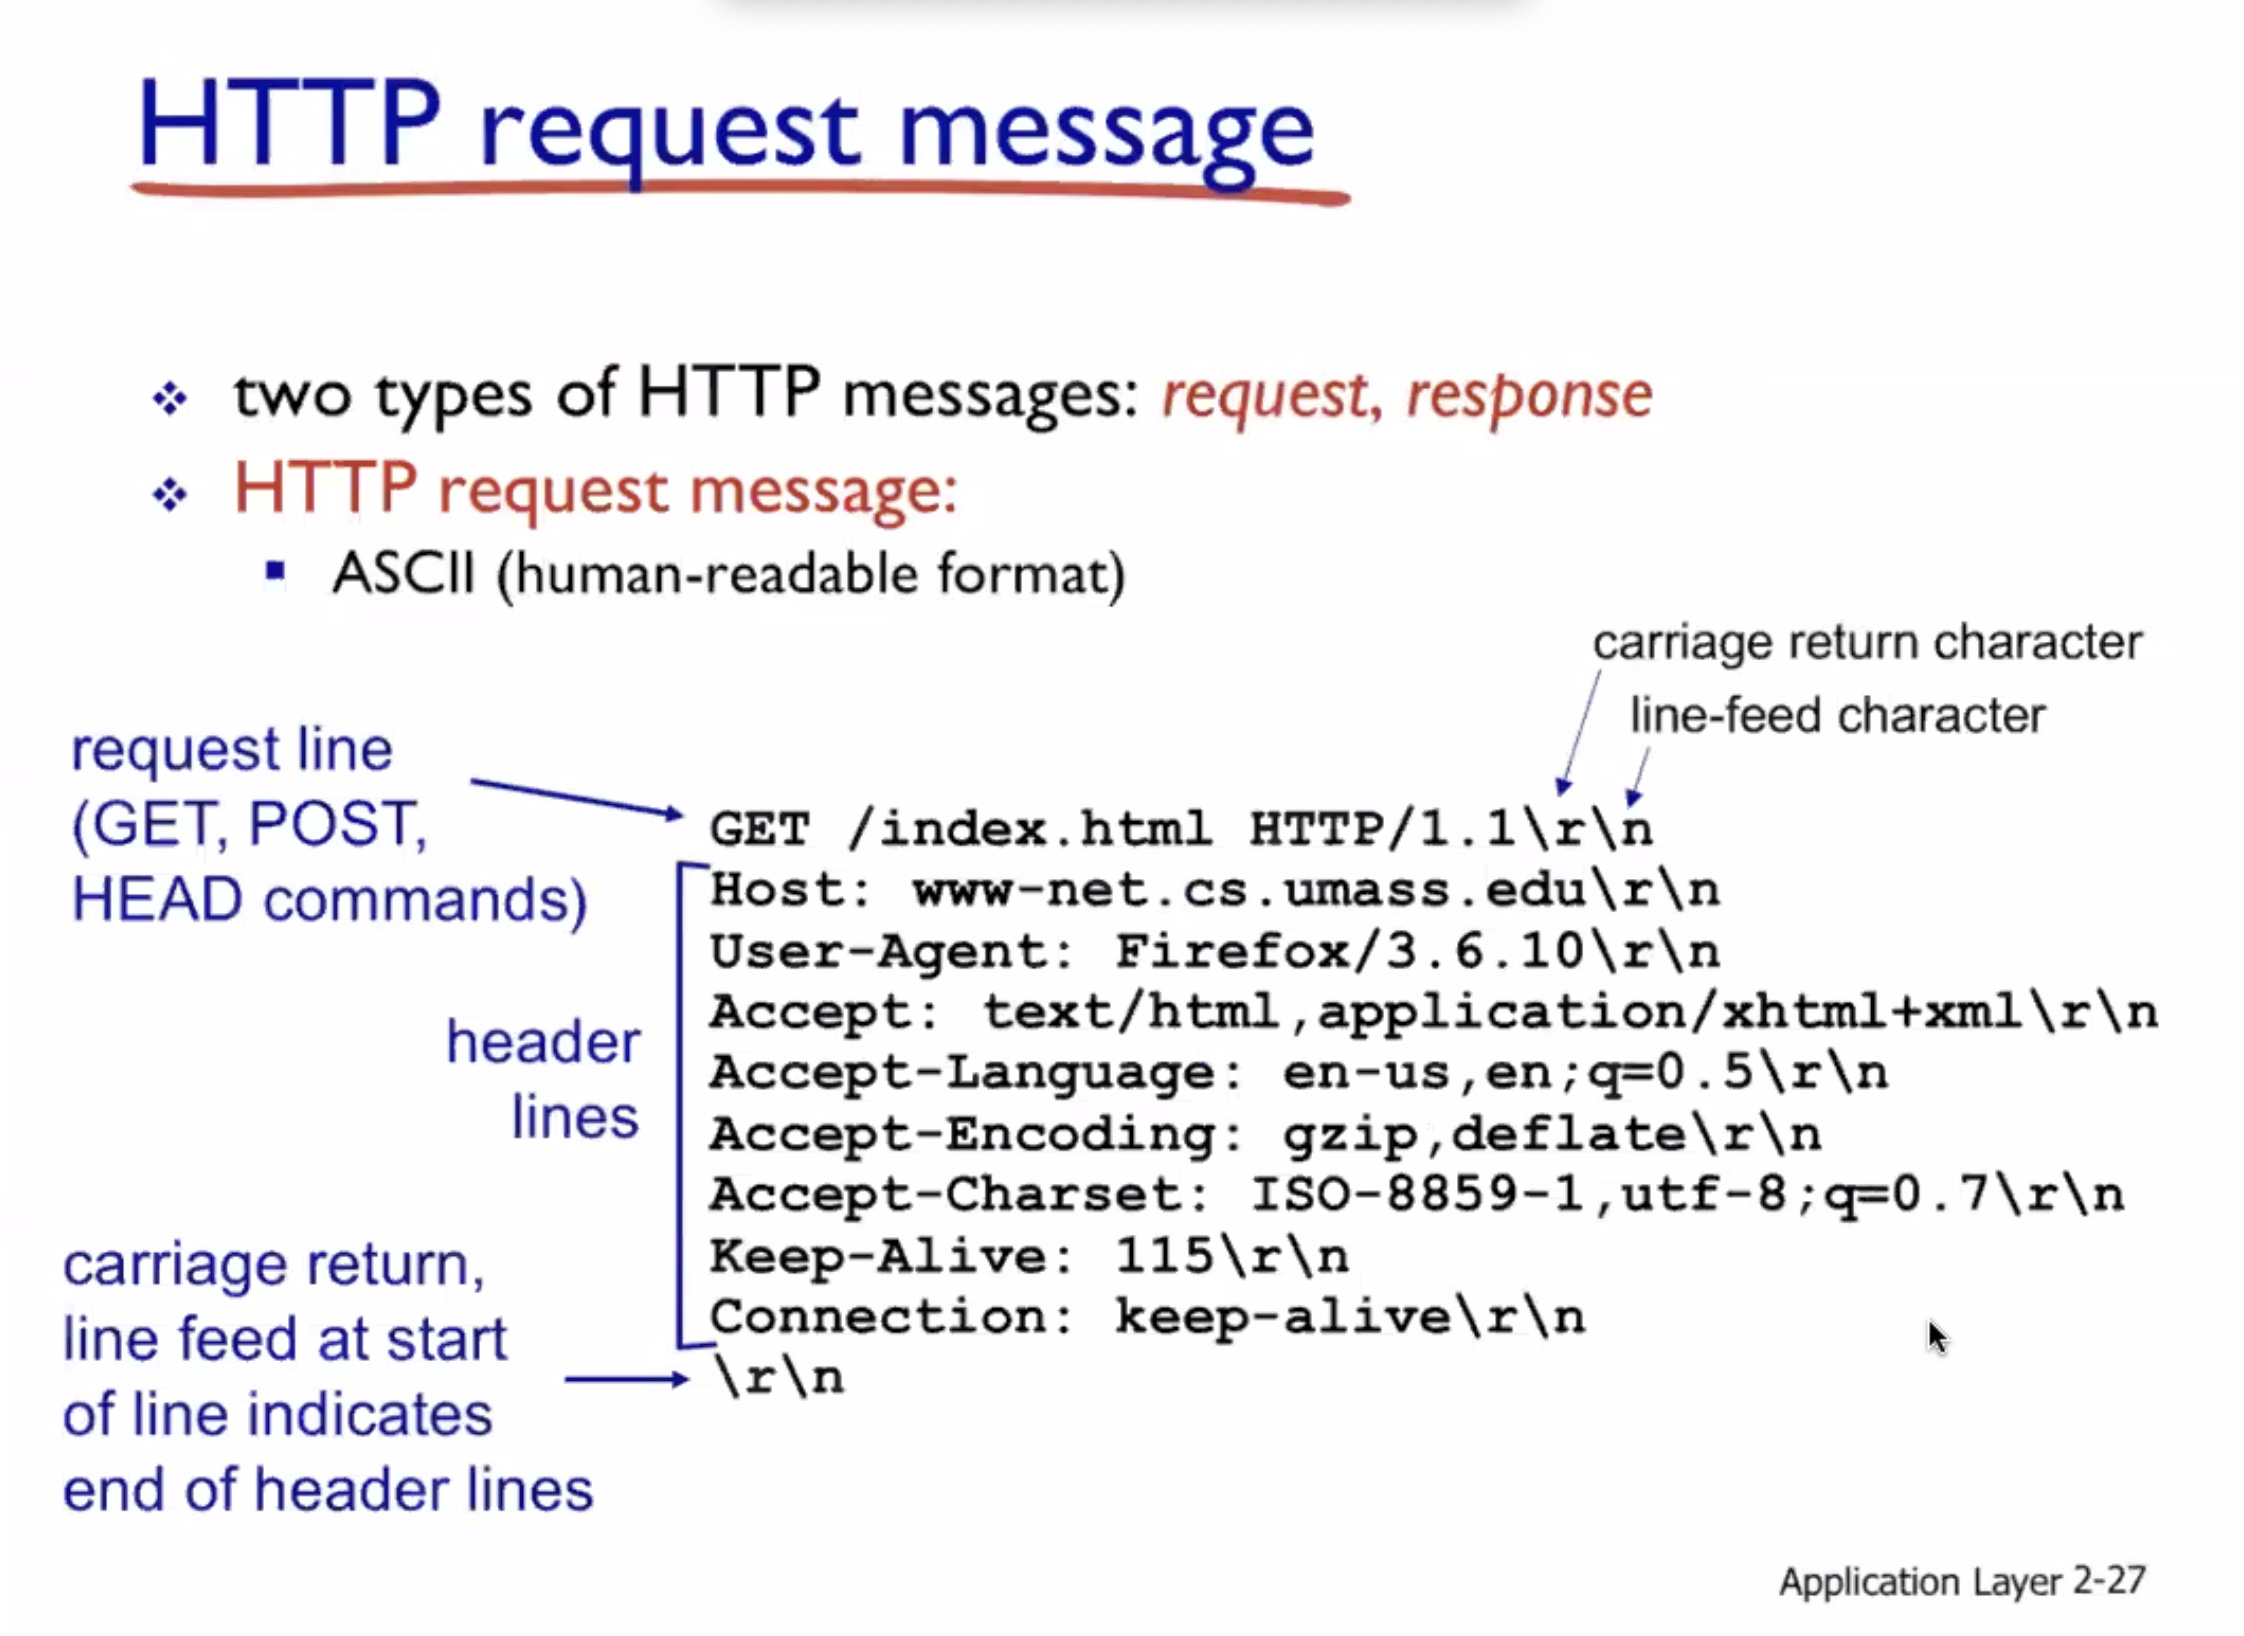 HTTP request message
❖ two types of HTTP messages: request, response
❖ HTTP request message:
▪ ASCII (human-readable format)
carriage return character
line-feed character
request line
(GET, POST,
HEAD commands)
header
lines
carriage return,
line feed at start
of line indicates
end of header lines
GET /index.html HTTP/1.1\r\n
Host: www-net.cs.umass.edu\r\n
User-Agent: Firefox/3.6.10\r\n
Accept: text/html,application/xhtml+xml\r\n
Accept-Language: en-us,en;q=0.5\r\n
Accept-Encoding: gzip,deflate\r\n
Accept-Charset: ISO-8859-1,utf-8;q=0.7\r\n
Keep-Alive: 115\r\n
Connection: keep-alive\r\n
\r\n
Application Layer 2-27